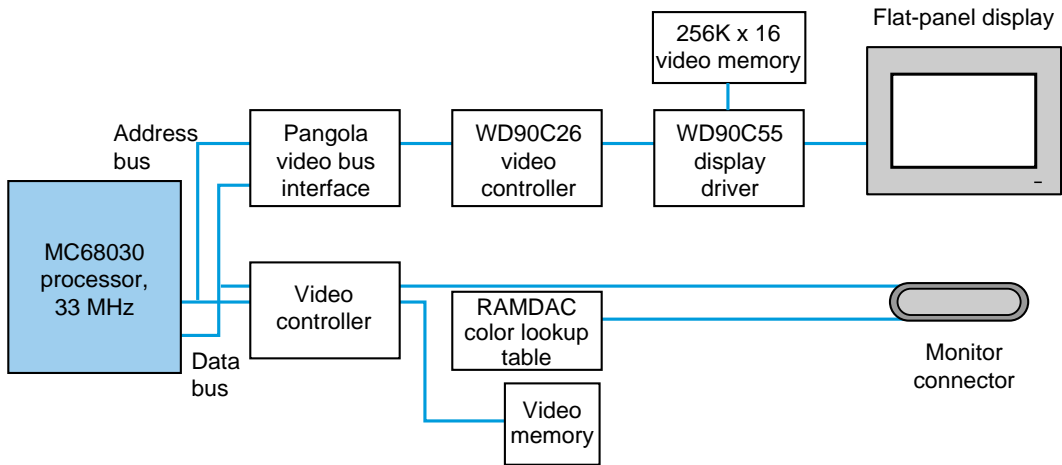 Flat-panel display
256K x 16
video memory
Address
bus
Pangola
video bus
interface
WD90C26
video
controller
WD90C55
display
driver
MC68030
processor,
33 MHz
Video
controller
RAMDAC
color lookup
table
Data
bus
Monitor
connector
Video
memory